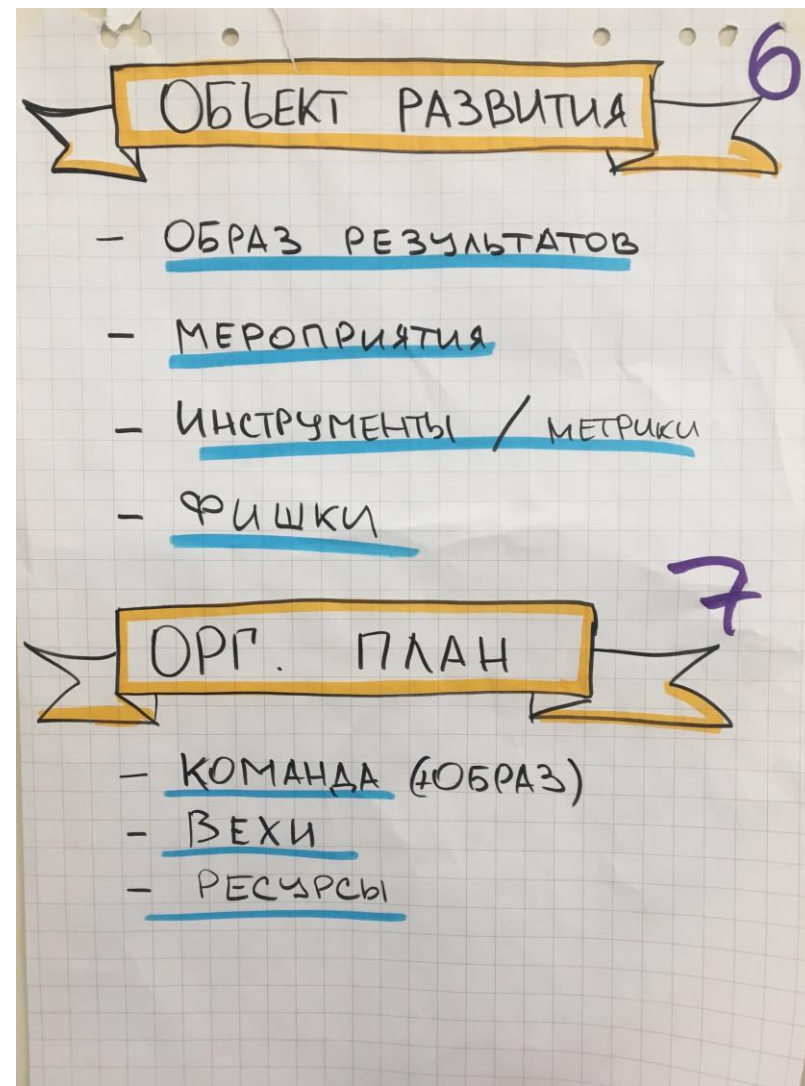 6
ОБЪЕКТ РАЗВИТИЯ
- ОБРАЗ РЕЗУЛЬТАТОВ
- МЕРОПРИЯТИЯ
- ИНСТРУМЕНТЫ / МЕТРИКИ
- ФИШКИ
7
ОРГ. ПЛАН
- КОМАНДА (+ОБРАЗ)
- ВЕХИ
- РЕСУРСЫ